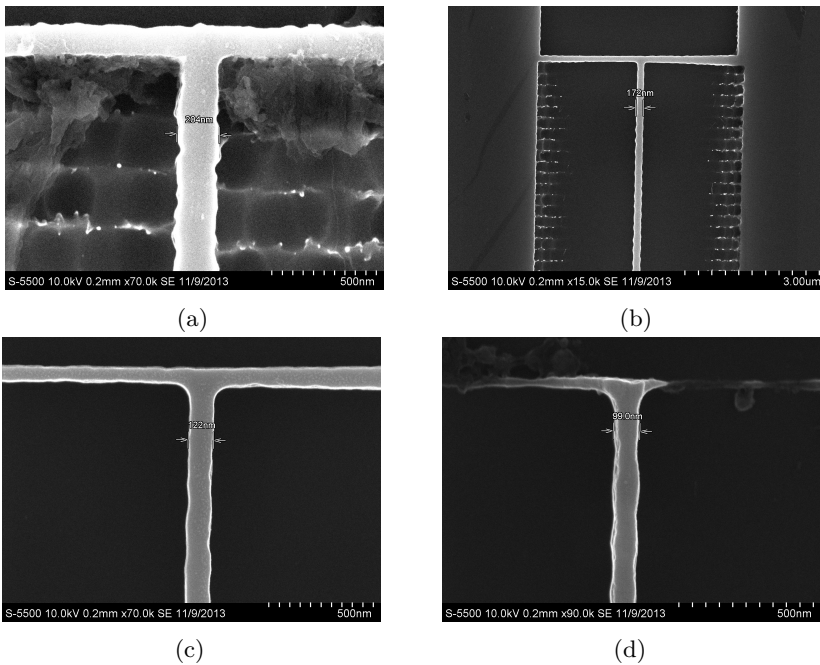 204nm
172nm
S-5500 10.0kV 0.2mm x70.0k SE 11/9/2013 500nm
S-5500 10.0kV 0.2mm x15.0k SE 11/9/2013 3.00um
(a)
(b)
122nm
99.0nm
S-5500 10.0kV 0.2mm x70.0k SE 11/9/2013 500nm
S-5500 10.0kV 0.2mm x90.0k SE 11/9/2013 500nm
(c)
(d)